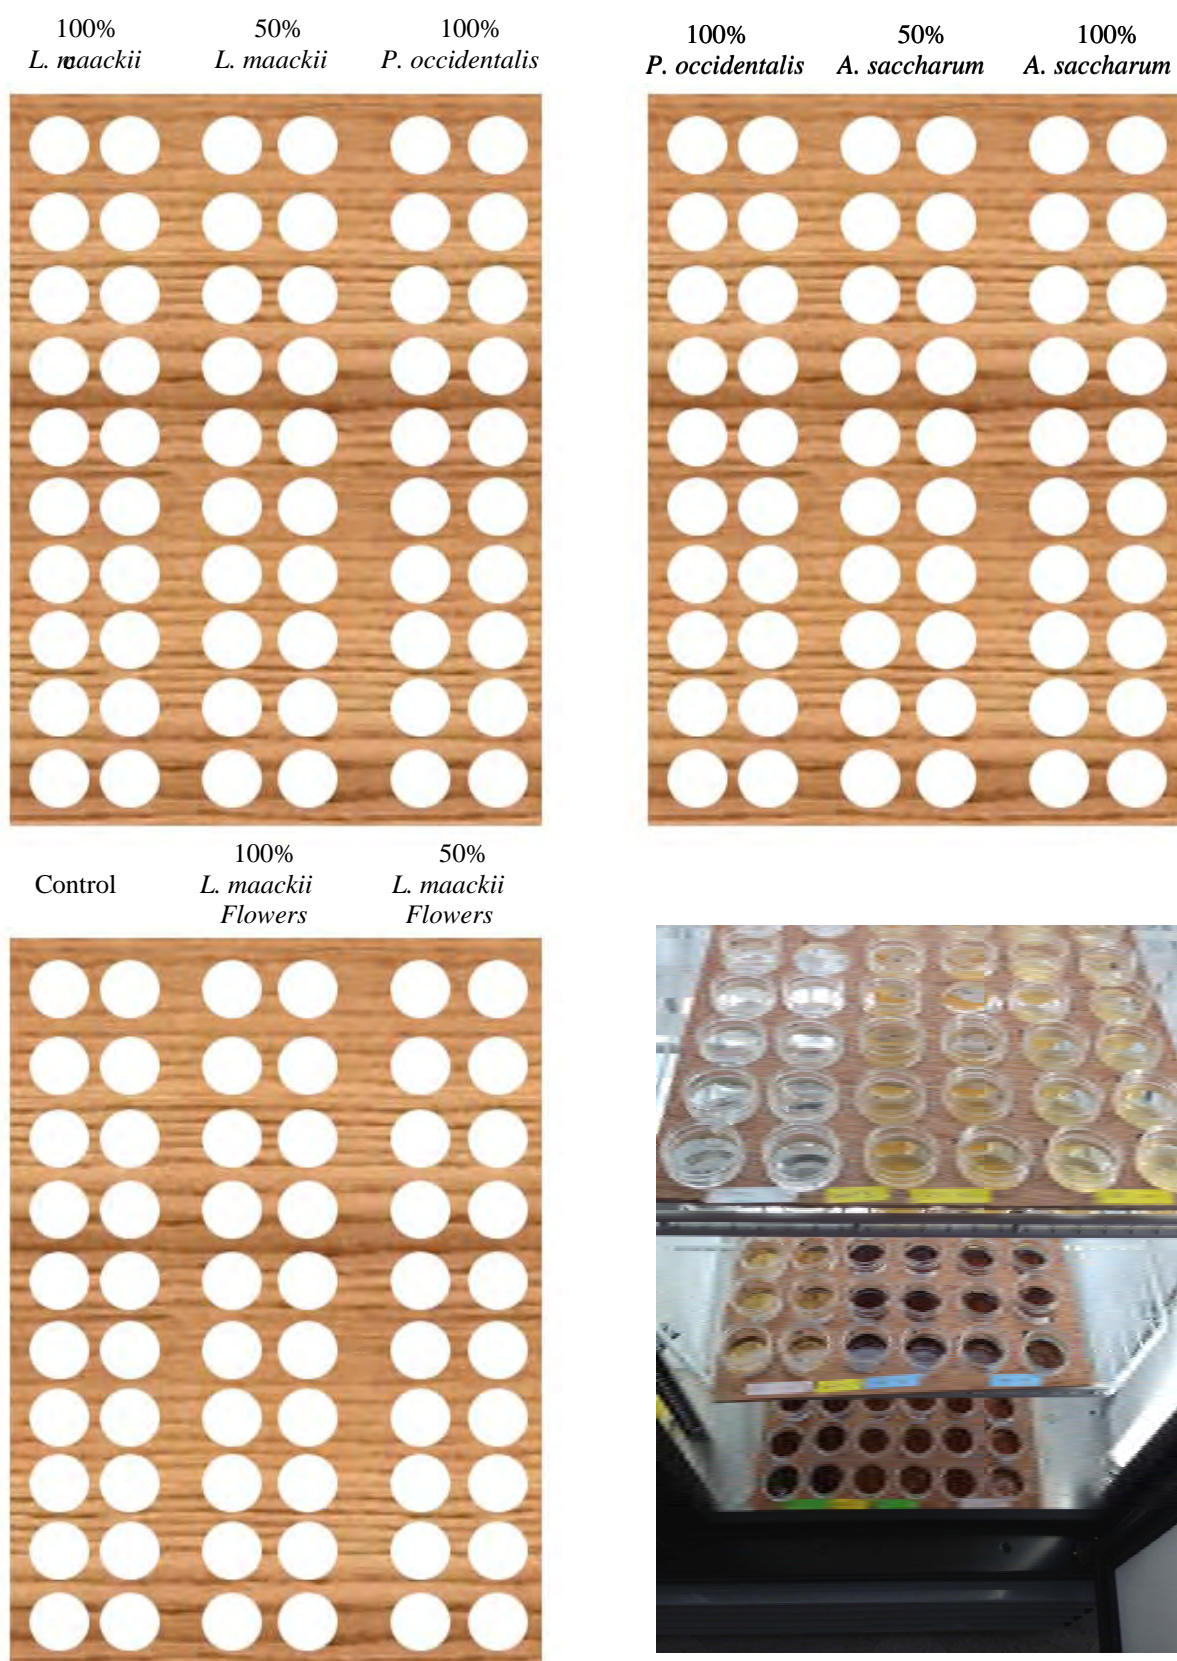 100%
L. maackii
50%
L. maackii
100%
P. occidentalis
100%
P. occidentalis
50%
A. saccharum
100%
A. saccharum
Control
100%
L. maackii
Flowers
50%
L. maackii
Flowers